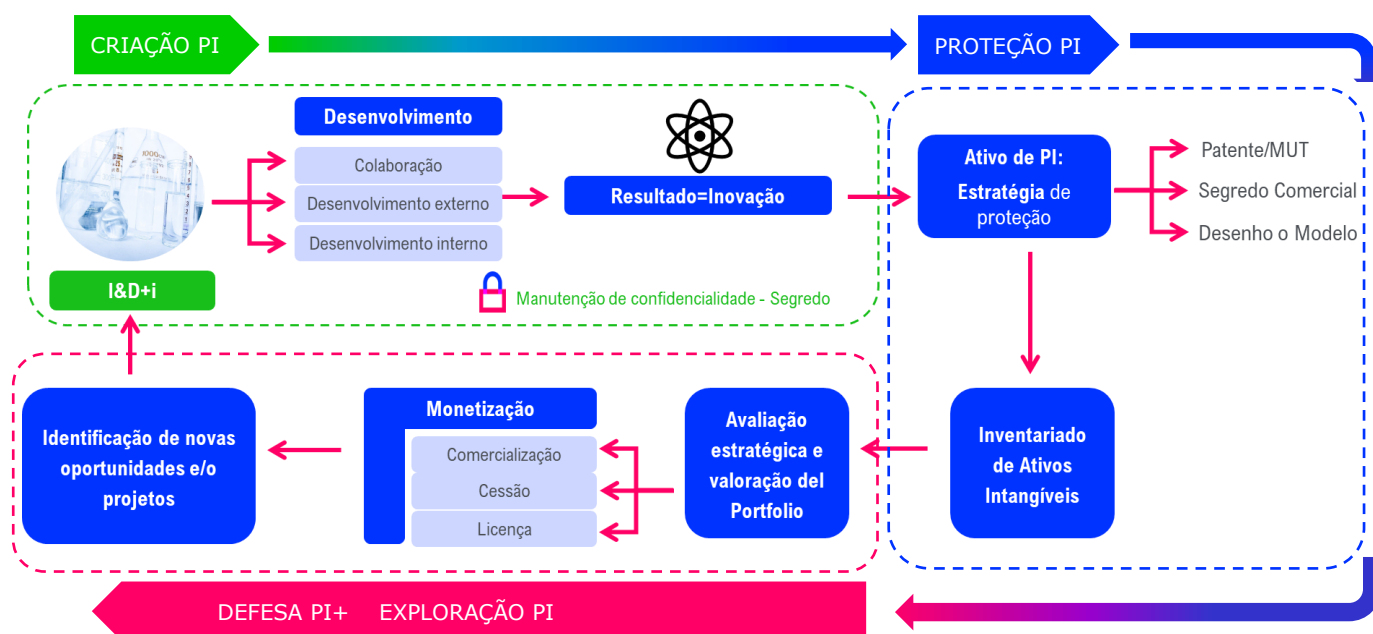 CRIAÇÃO PI
PROTEÇÃO PI
Desenvolvimento
Colaboração
Desenvolvimento externo
Desenvolvimento interno
I&D+i
Resultado=Inovação
Manutenção de confidencialidade - Segredo
Ativo de PI:
Estratégia de
proteção
Patente/MUT
Segredo Comercial
Desenho o Modelo
Inventariado
de Ativos
Intangíveis
Avaliação
estratégica e
valoração del
Portfolio
Monetização
Comercialização
Cessão
Licença
Identificação de novas
oportunidades e/o
projetos
DEFESA PI+ EXPLORAÇÃO PI